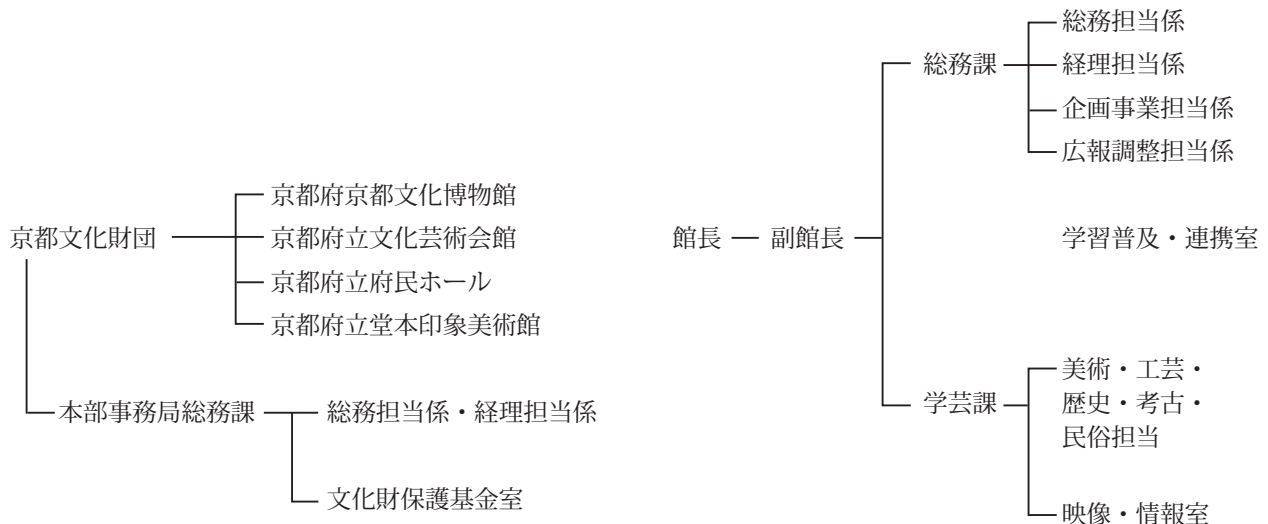 京都文化財団
京都府京都文化博物館
京都府立文化芸術会館
京都府立府民ホール
京都府立堂本印象美術館
本部事務局総務課
総務担当係・経理担当係
文化財保護基金室
館長
副館長
総務課
総務担当係
経理担当係
企画事業担当係
広報調整担当係
学習普及・連携室
学芸課
美術・工芸・
歴史・考古・
民俗担当
映像・情報室